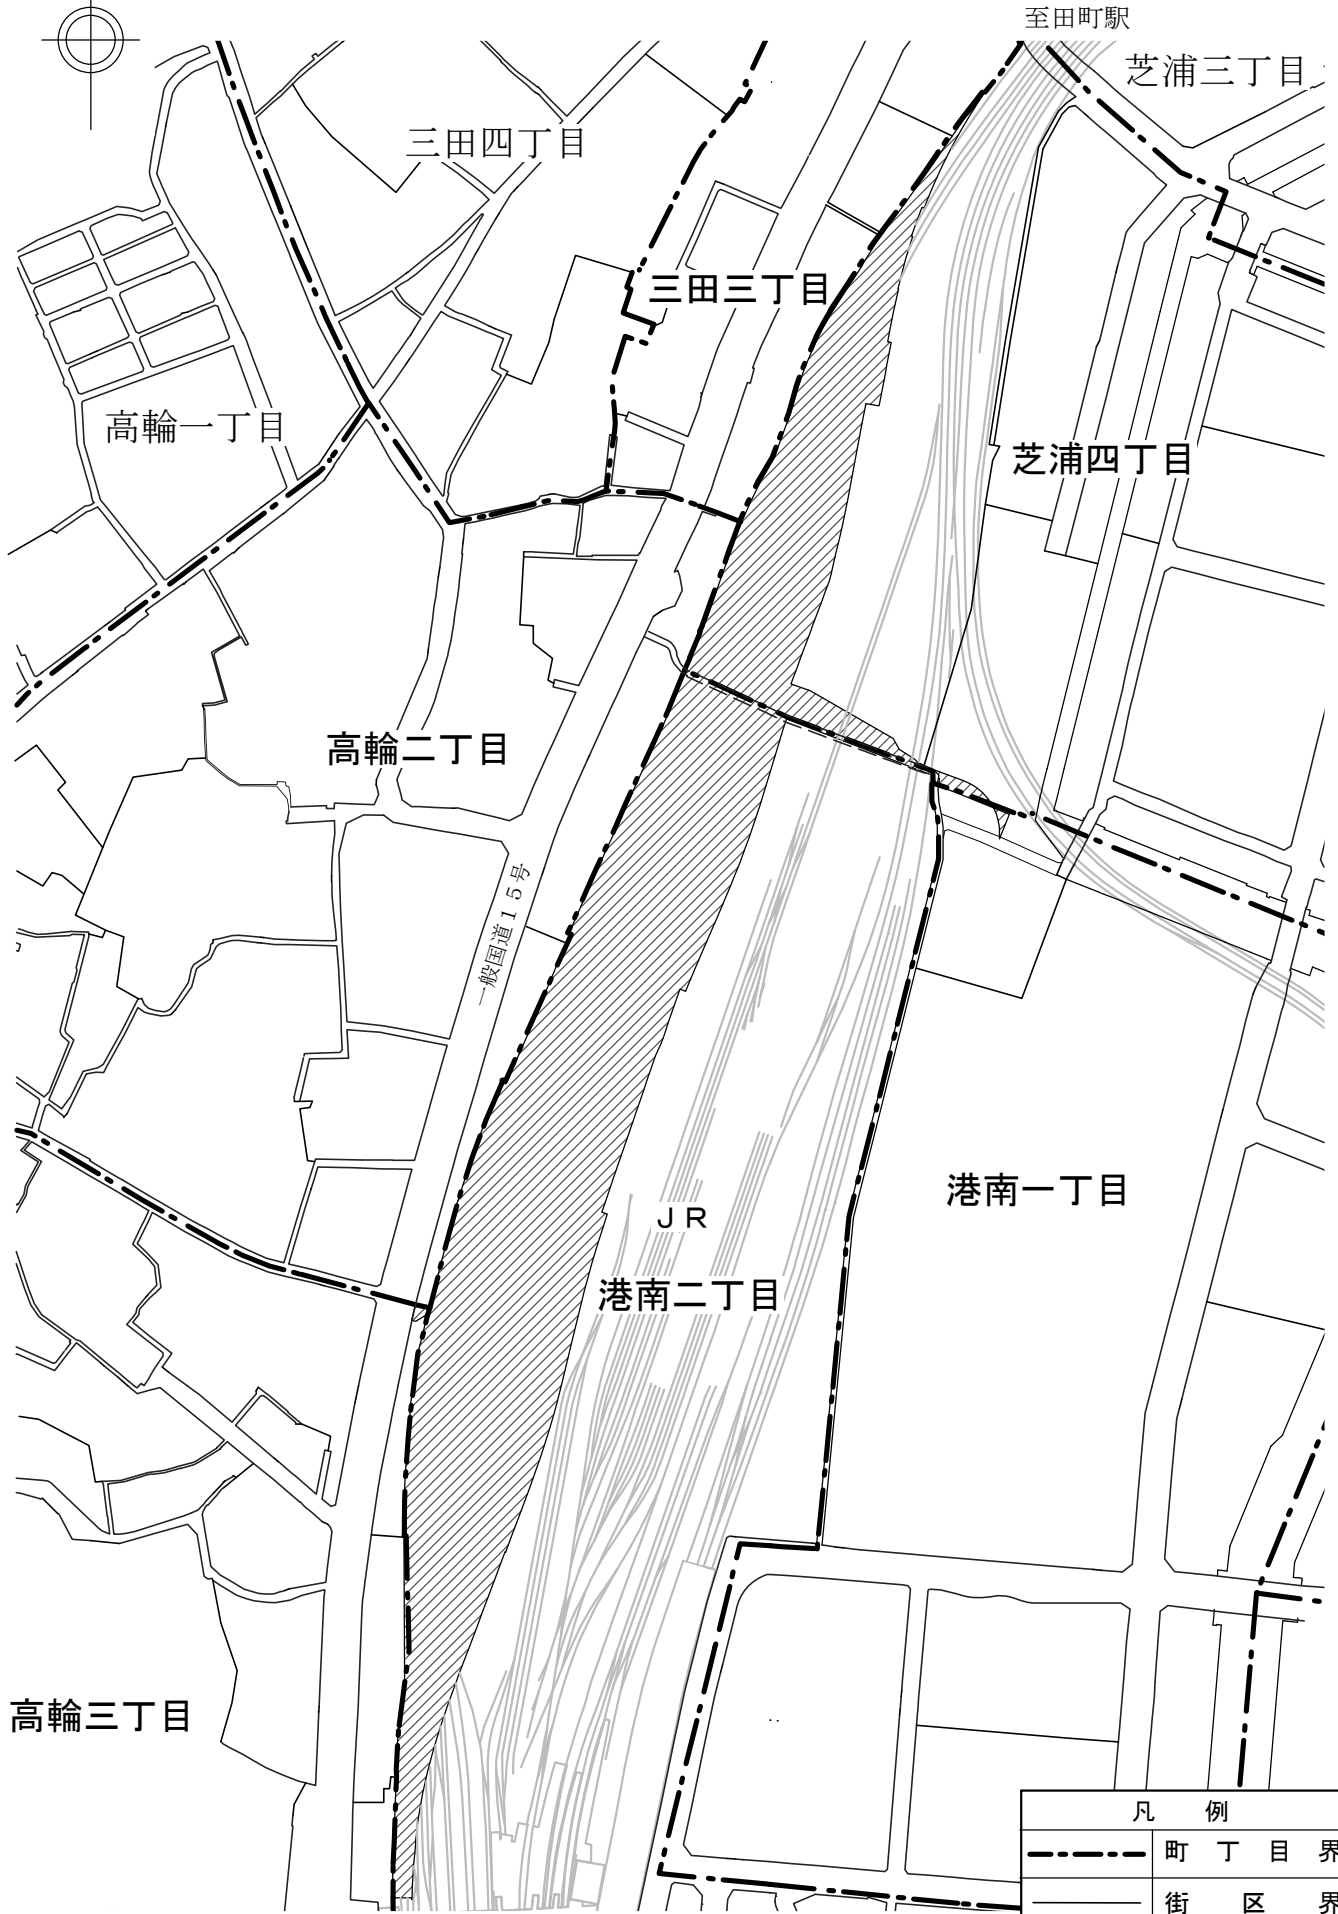 至田町駅
芝浦三丁目
三田四丁目
三田三丁目
高輪一丁目
芝浦四丁目
高輪二丁目
一般国道15号
港南一丁目
JR
港南二丁目
高輪三丁目
凡 例
町 丁 目 界
街 区 界